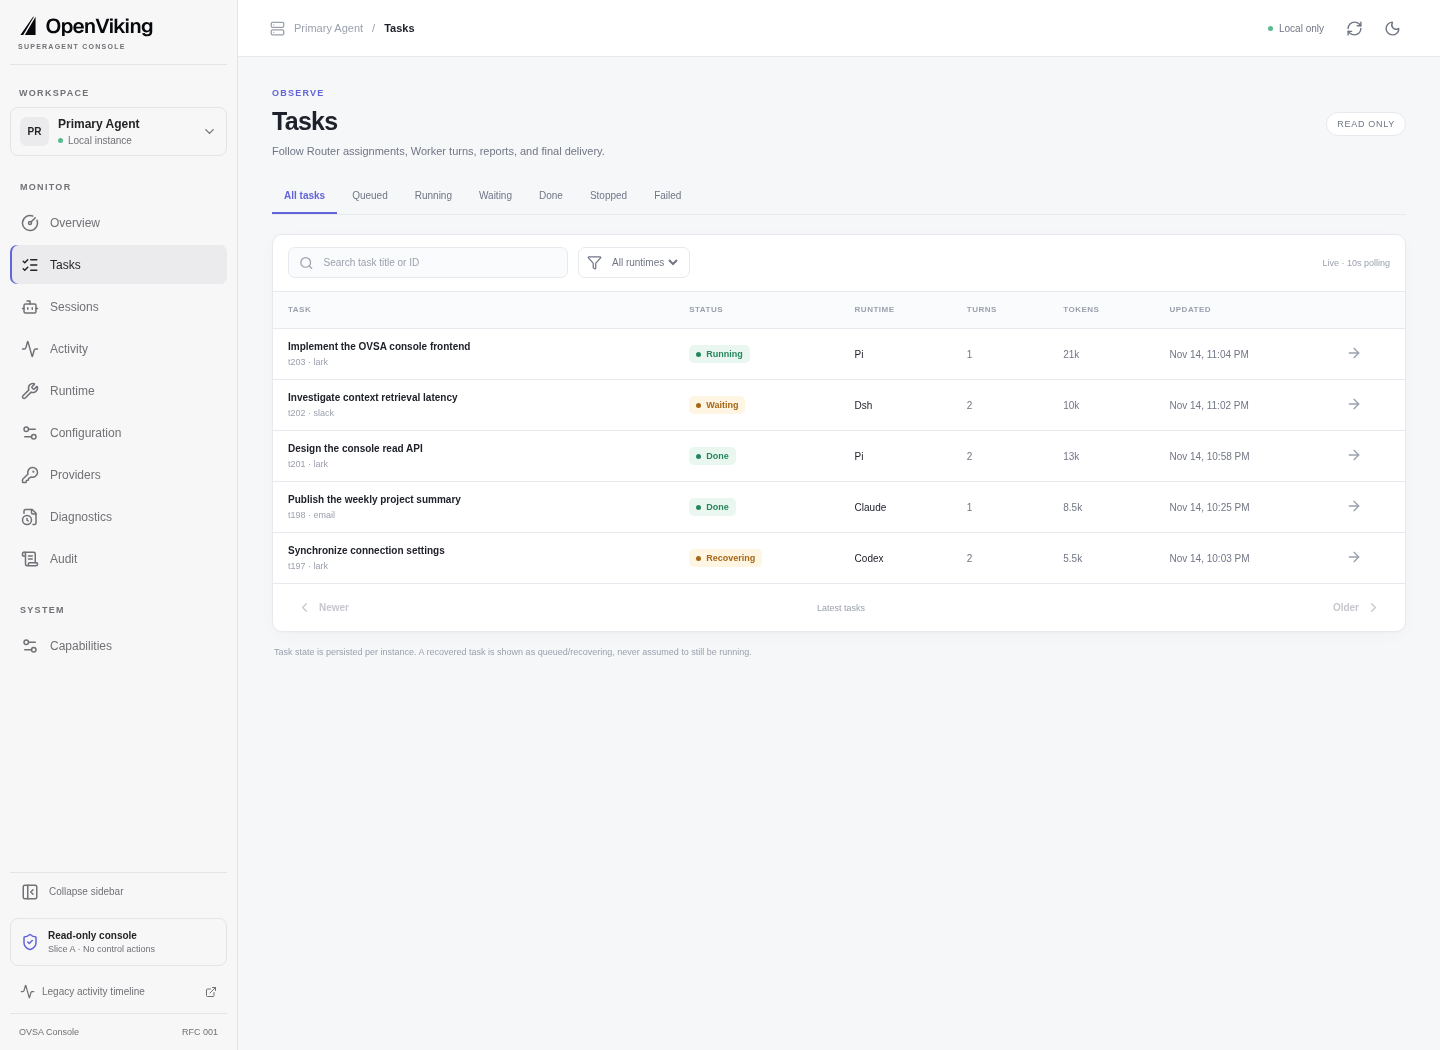 OpenViking
SUPERAGENT CONSOLE
WORKSPACE
PR
Primary Agent
Local instance
MONITOR
Overview
Tasks
Sessions
Activity
Runtime
Configuration
Providers
Diagnostics
Audit
SYSTEM
Capabilities
Collapse sidebar
Read-only console
Slice A · No control actions
Legacy activity timeline
OVSA Console RFC 001
Primary Agent / Tasks
Local only
OBSERVE
Tasks
READ ONLY
Follow Router assignments, Worker turns, reports, and final delivery.
All tasks Queued Running Waiting Done Stopped Failed
Search task title or ID All runtimes Live · 10s polling
TASK STATUS RUNTIME TURNS TOKENS UPDATED
Implement the OVSA console frontend
t203 · lark
Running Pi 1 21k Nov 14, 11:04 PM
Investigate context retrieval latency
t202 · slack
Waiting Dsh 2 10k Nov 14, 11:02 PM
Design the console read API
t201 · lark
Done Pi 2 13k Nov 14, 10:58 PM
Publish the weekly project summary
t198 · email
Done Claude 1 8.5k Nov 14, 10:25 PM
Synchronize connection settings
t197 · lark
Recovering Codex 2 5.5k Nov 14, 10:03 PM
Newer Latest tasks Older
Task state is persisted per instance. A recovered task is shown as queued/recovering, never assumed to still be running.